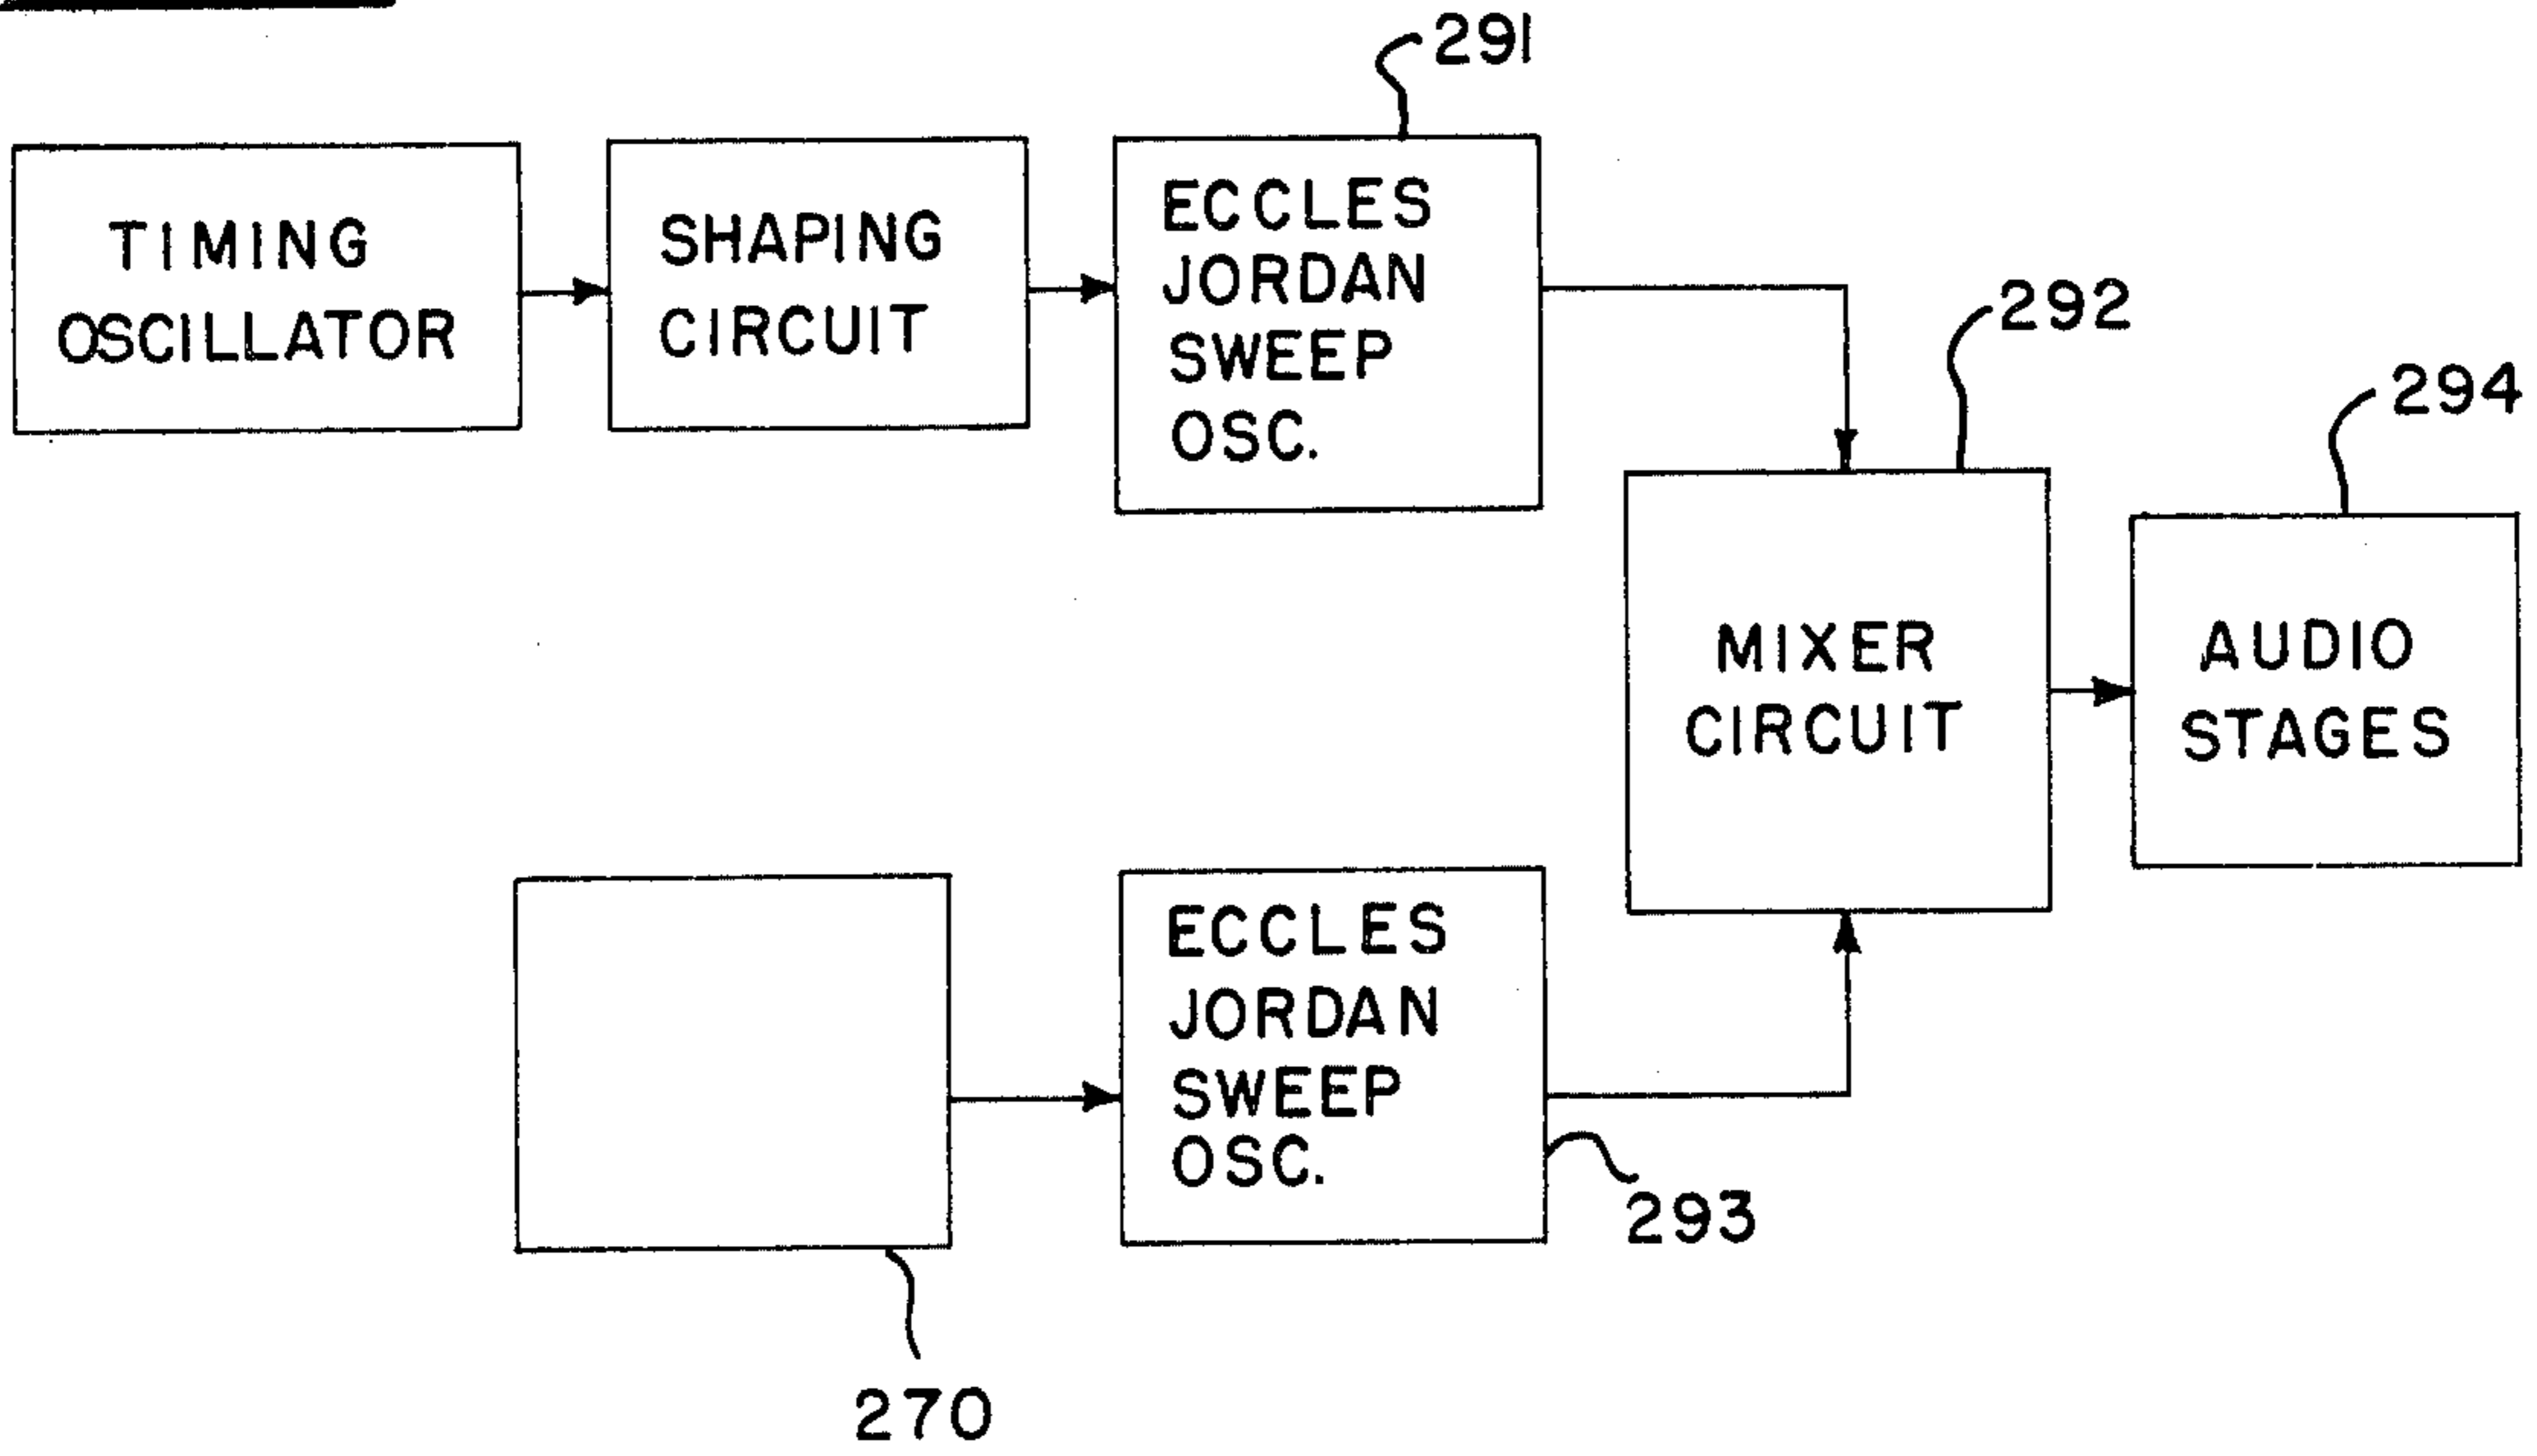 291
TIMING
OSCILLATOR
SHAPING
CIRCUIT
ECCLES
JORDAN
SWEEP
OSC.
292
294
MIXER
CIRCUIT
AUDIO
STAGES
ECCLES
JORDAN
SWEEP
OSC.
293
270